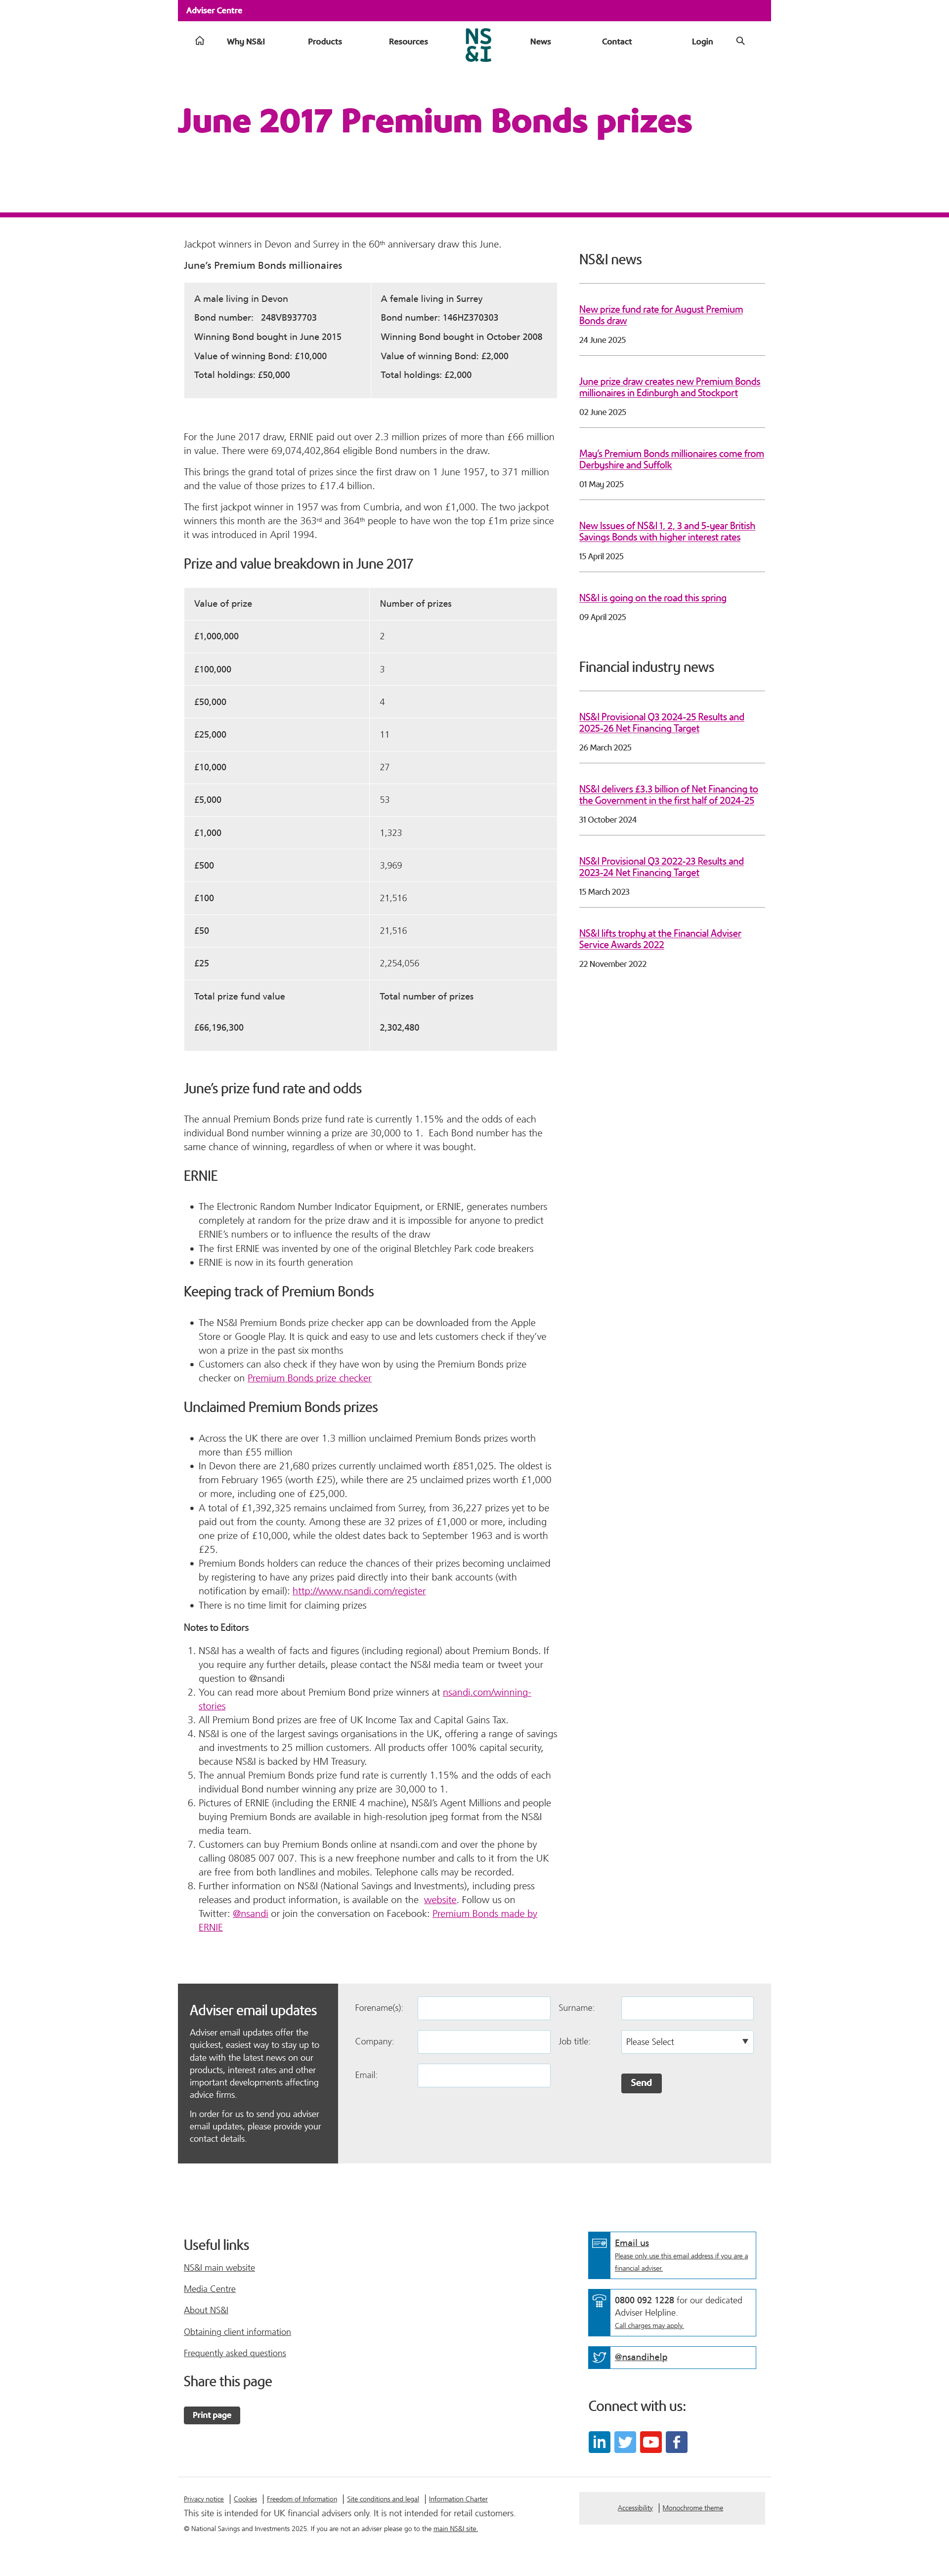 Adviser Centre
Why NS&I
Products
Resources
NS
&I
News
Contact
Login
June 2017 Premium Bonds prizes
Jackpot winners in Devon and Surrey in the 60th anniversary draw this June.
June's Premium Bonds millionaires
A male living in Devon
Bond number:   248VB937703
Winning Bond bought in June 2015
Value of winning Bond: £10,000
Total holdings: £50,000
A female living in Surrey
Bond number: 146HZ370303
Winning Bond bought in October 2008
Value of winning Bond: £2,000
Total holdings: £2,000
For the June 2017 draw, ERNIE paid out over 2.3 million prizes of more than £66 million
in value. There were 69,074,402,864 eligible Bond numbers in the draw.
This brings the grand total of prizes since the first draw on 1 June 1957, to 371 million
and the value of those prizes to £17.4 billion.
The first jackpot winner in 1957 was from Cumbria, and won £1,000. The two jackpot
winners this month are the 363rd and 364th people to have won the top £1m prize since
it was introduced in April 1994.
Prize and value breakdown in June 2017
Value of prize Number of prizes
£1,000,000 2
£100,000 3
£50,000 4
£25,000 11
£10,000 27
£5,000 53
£1,000 1,323
£500 3,969
£100 21,516
£50 21,516
£25 2,254,056
Total prize fund value Total number of prizes
£66,196,300 2,302,480
June's prize fund rate and odds
The annual Premium Bonds prize fund rate is currently 1.15% and the odds of each
individual Bond number winning a prize are 30,000 to 1.  Each Bond number has the
same chance of winning, regardless of when or where it was bought.
ERNIE
• The Electronic Random Number Indicator Equipment, or ERNIE, generates numbers
completely at random for the prize draw and it is impossible for anyone to predict
ERNIE's numbers or to influence the results of the draw
• The first ERNIE was invented by one of the original Bletchley Park code breakers
• ERNIE is now in its fourth generation
Keeping track of Premium Bonds
• The NS&I Premium Bonds prize checker app can be downloaded from the Apple
Store or Google Play. It is quick and easy to use and lets customers check if they've
won a prize in the past six months
• Customers can also check if they have won by using the Premium Bonds prize
checker on Premium Bonds prize checker
Unclaimed Premium Bonds prizes
• Across the UK there are over 1.3 million unclaimed Premium Bonds prizes worth
more than £55 million
• In Devon there are 21,680 prizes currently unclaimed worth £851,025. The oldest is
from February 1965 (worth £25), while there are 25 unclaimed prizes worth £1,000
or more, including one of £25,000.
• A total of £1,392,325 remains unclaimed from Surrey, from 36,227 prizes yet to be
paid out from the county. Among these are 32 prizes of £1,000 or more, including
one prize of £10,000, while the oldest dates back to September 1963 and is worth
£25.
• Premium Bonds holders can reduce the chances of their prizes becoming unclaimed
by registering to have any prizes paid directly into their bank accounts (with
notification by email): http://www.nsandi.com/register
• There is no time limit for claiming prizes
Notes to Editors
1. NS&I has a wealth of facts and figures (including regional) about Premium Bonds. If
you require any further details, please contact the NS&I media team or tweet your
question to @nsandi
2. You can read more about Premium Bond prize winners at nsandi.com/winning-
stories
3. All Premium Bond prizes are free of UK Income Tax and Capital Gains Tax.
4. NS&I is one of the largest savings organisations in the UK, offering a range of savings
and investments to 25 million customers. All products offer 100% capital security,
because NS&I is backed by HM Treasury.
5. The annual Premium Bonds prize fund rate is currently 1.15% and the odds of each
individual Bond number winning any prize are 30,000 to 1.
6. Pictures of ERNIE (including the ERNIE 4 machine), NS&I's Agent Millions and people
buying Premium Bonds are available in high-resolution jpeg format from the NS&I
media team.
7. Customers can buy Premium Bonds online at nsandi.com and over the phone by
calling 08085 007 007. This is a new freephone number and calls to it from the UK
are free from both landlines and mobiles. Telephone calls may be recorded.
8. Further information on NS&I (National Savings and Investments), including press
releases and product information, is available on the  website. Follow us on
Twitter: @nsandi or join the conversation on Facebook: Premium Bonds made by
ERNIE
NS&I news
New prize fund rate for August Premium
Bonds draw
24 June 2025
June prize draw creates new Premium Bonds
millionaires in Edinburgh and Stockport
02 June 2025
May's Premium Bonds millionaires come from
Derbyshire and Suffolk
01 May 2025
New Issues of NS&I 1, 2, 3 and 5-year British
Savings Bonds with higher interest rates
15 April 2025
NS&I is going on the road this spring
09 April 2025
Financial industry news
NS&I Provisional Q3 2024-25 Results and
2025-26 Net Financing Target
26 March 2025
NS&I delivers £3.3 billion of Net Financing to
the Government in the first half of 2024-25
31 October 2024
NS&I Provisional Q3 2022-23 Results and
2023-24 Net Financing Target
15 March 2023
NS&I lifts trophy at the Financial Adviser
Service Awards 2022
22 November 2022
Adviser email updates
Adviser email updates offer the
quickest, easiest way to stay up to
date with the latest news on our
products, interest rates and other
important developments affecting
advice firms.
In order for us to send you adviser
email updates, please provide your
contact details.
Forename(s):
Surname:
Company:
Job title:
Please Select
Email:
Send
Useful links
NS&I main website
Media Centre
About NS&I
Obtaining client information
Frequently asked questions
Share this page
Print page
Email us
Please only use this email address if you are a
financial adviser.
0800 092 1228 for our dedicated
Adviser Helpline.
Call charges may apply.
@nsandihelp
Connect with us:
Privacy notice | Cookies | Freedom of Information | Site conditions and legal | Information Charter
This site is intended for UK financial advisers only. It is not intended for retail customers.
© National Savings and Investments 2025. If you are not an adviser please go to the main NS&I site.
Accessibility | Monochrome theme